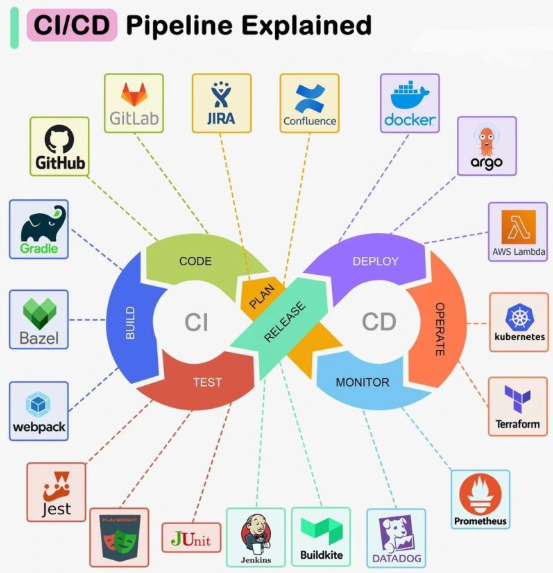 CI/CD Pipeline Explained
GitLab
JIRA
Confluence
docker
GitHub
argo
Gradle
AWS Lambda
CODE
DEPLOY
PLAN
BUILD
CI
RELEASE
CD
OPERATE
Bazel
kubernetes
TEST
MONITOR
webpack
Terraform
Jest
PLAYWRIGHT
JUnit
Jenkins
Buildkite
DATADOG
Prometheus